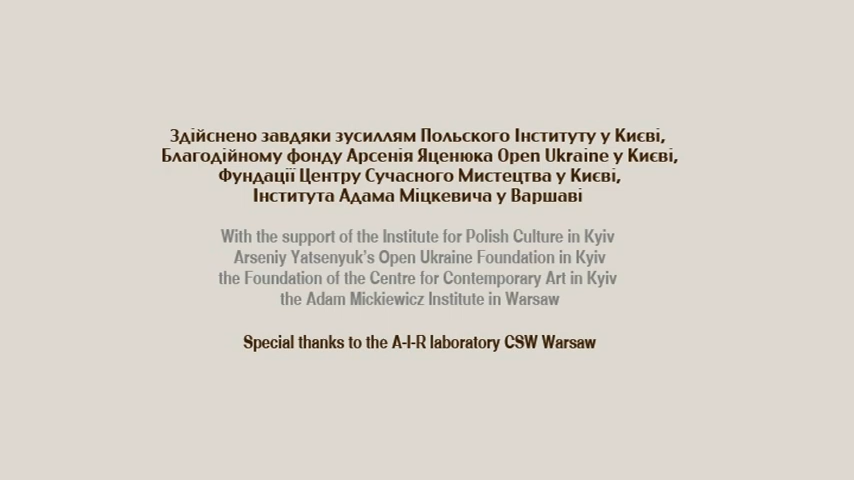 Здійснено завдяки зусиллям Польского Інституту у Києві,
Благодійному фонду Арсенія Яценюка Open Ukraine у Києві,
Фундації Центру Сучасного Мистецтва у Києві,
Інститута Адама Міцкевича у Варшаві
With the support of the Institute for Polish Culture in Kyiv
Arseniy Yatsenyuk's Open Ukraine Foundation in Kyiv
the Foundation of the Centre for Contemporary Art in Kyiv
the Adam Mickiewicz Institute in Warsaw
Special thanks to the A-I-R laboratory CSW Warsaw